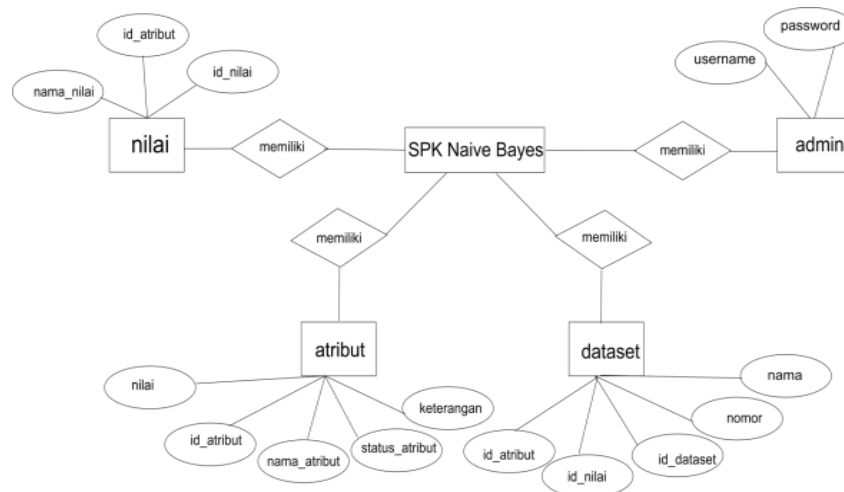 id_atribut
password
username
id_nilai
nama_nilai
nilai
memiliki
SPK Naive Bayes
memiliki
admin
memiliki
memiliki
atribut
dataset
nilai
keterangan
nama
nomor
id_atribut
status_atribut
nama_atribut
id_atribut
id_nilai
id_dataset